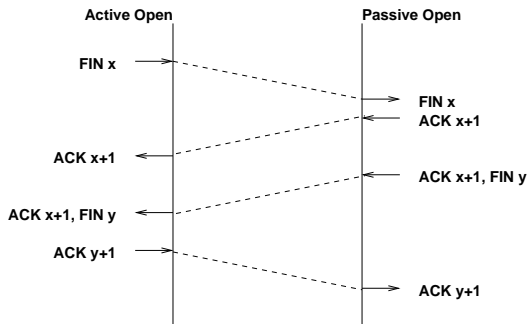 Active Open
Passive Open
FIN x
FIN x
ACK x+1
ACK x+1
ACK x+1, FIN y
ACK x+1, FIN y
ACK y+1
ACK y+1